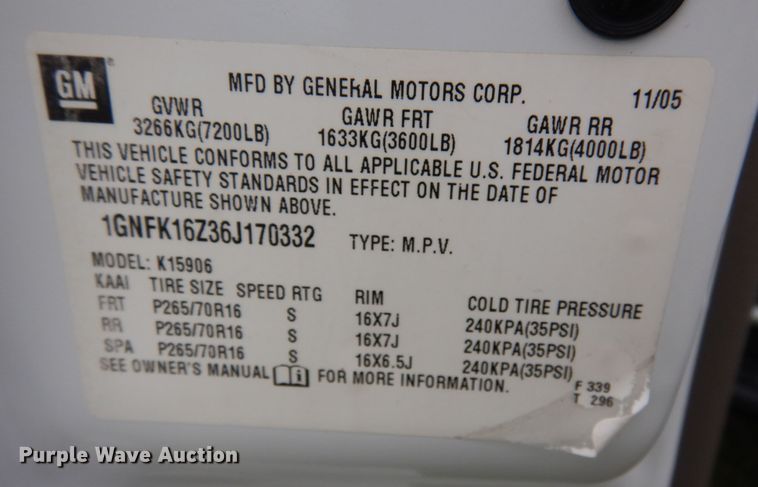 GM
MFD BY GENERAL MOTORS CORP. 11/05
GVWR GAWR FRT GAWR RR
3266KG(7200LB) 1633KG(3600LB) 1814KG(4000LB)
THIS VEHICLE CONFORMS TO ALL APPLICABLE U.S. FEDERAL MOTOR
VEHICLE SAFETY STANDARDS IN EFFECT ON THE DATE OF
MANUFACTURE SHOWN ABOVE.
1GNFK16Z36J170332 TYPE: M.P.V.
MODEL: K15906
KAAI TIRE SIZE SPEED RTG RIM COLD TIRE PRESSURE
FRT P265/70R16 S 16X7J 240KPA(35PSI)
RR P265/70R16 S 16X7J 240KPA(35PSI)
SPA P265/70R16 S 16X6.5J 240KPA(35PSI)
SEE OWNER'S MANUAL i FOR MORE INFORMATION. F 339
T 296
Purple Wave Auction